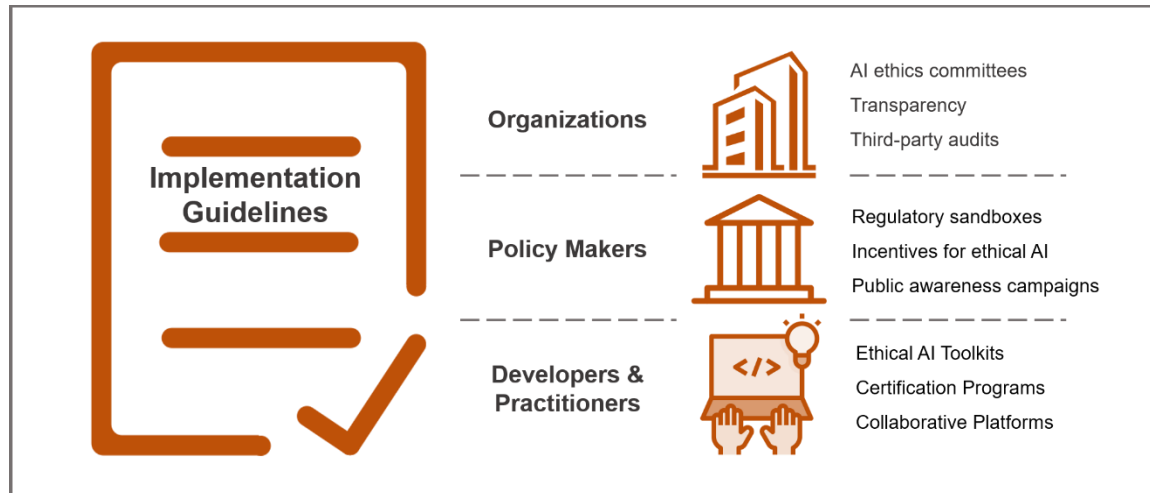 Implementation
Guidelines
Organizations
AI ethics committees
Transparency
Third-party audits
Policy Makers
Regulatory sandboxes
Incentives for ethical AI
Public awareness campaigns
Developers &
Practitioners
</>
Ethical AI Toolkits
Certification Programs
Collaborative Platforms